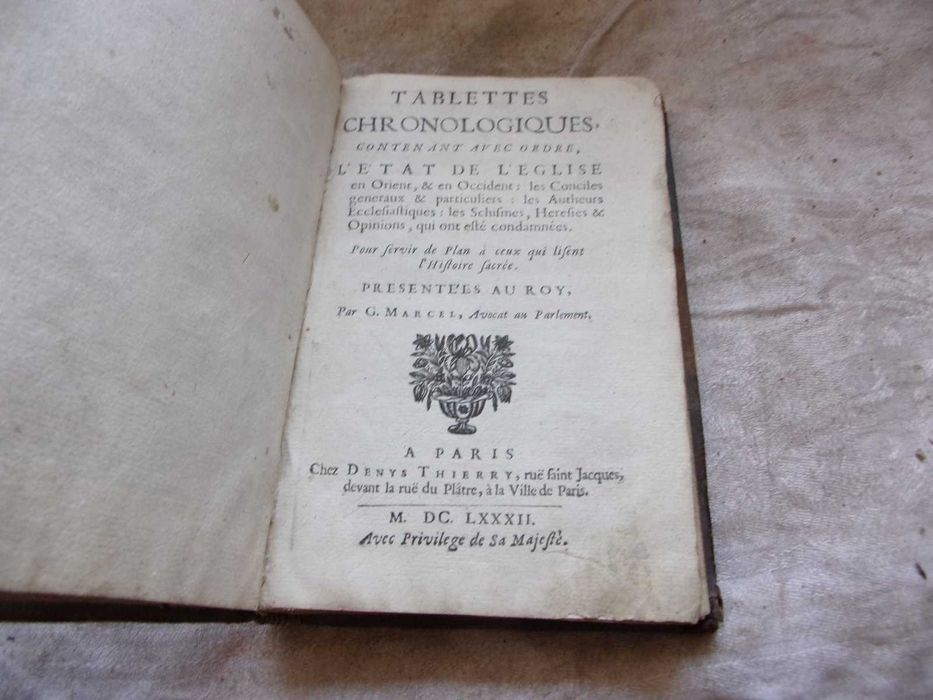 TABLETTES
CHRONOLOGIQUES,
CONTENANT AVEC ORDRE,
L'ETAT DE L'EGLISE
en Orient, & en Occident : les Conciles
generaux & particuliers : les Autheurs
Ecclesiastiques : les Schismes, Heresies &
Opinions, qui ont esté condamnées.
Pour servir de Plan à ceux qui lisent
l'Histoire sacrée.
PRESENTE'ES AU ROY,
Par G. MARCEL, Avocat au Parlement.
A PARIS
Chez DENYS THIERRY, ruë saint Jacques,
devant la ruë du Plâtre, à la Ville de Paris.
M. DC. LXXXII.
Avec Privilege de Sa Majesté.